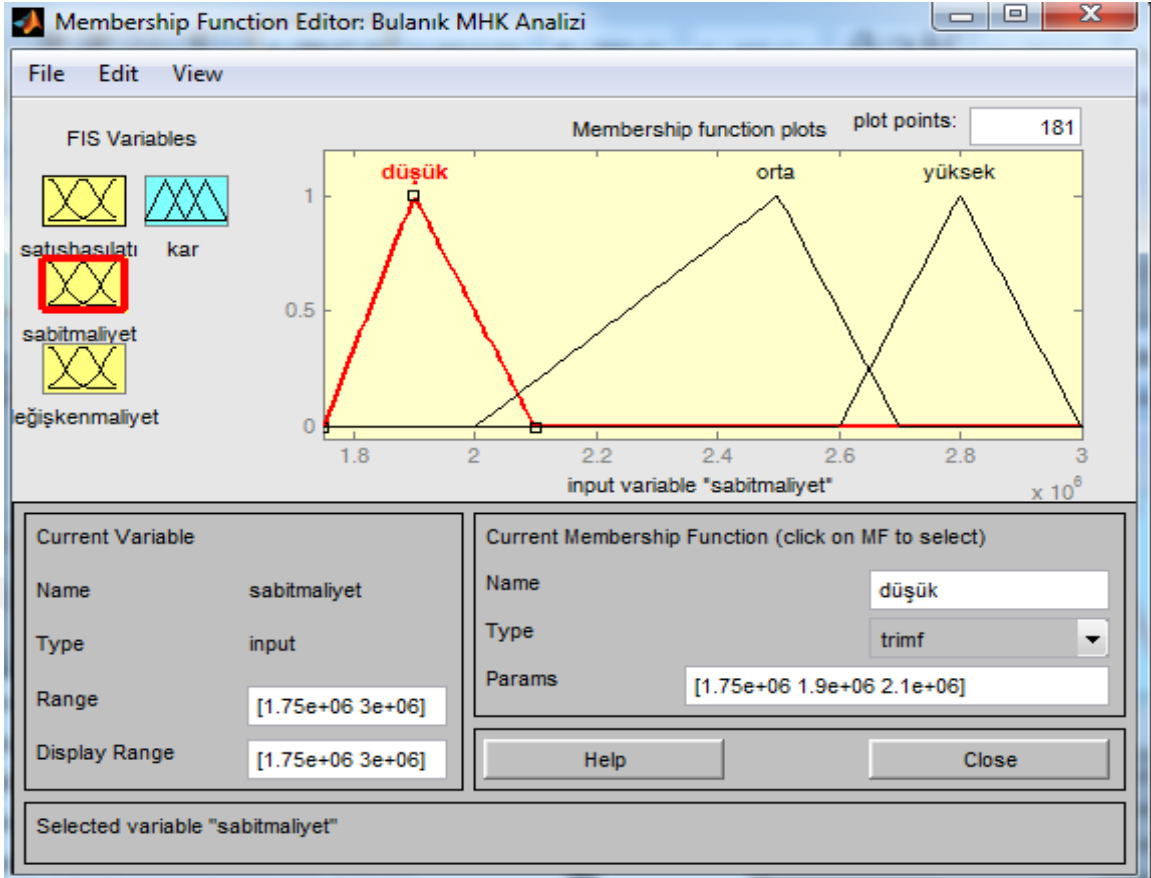 Membership Function Editor: Bulanık MHK Analizi
File Edit View
FIS Variables
Membership function plots
plot points:
181
satışhasılatı
kar
sabitmaliyet
eğişkenmaliyet
düşük
orta
yüksek
1
0.5
0
1.8 2 2.2 2.4 2.6 2.8 3
input variable "sabitmaliyet"
x 10⁶
Current Variable
Name sabitmaliyet
Type input
Range [1.75e+06 3e+06]
Display Range [1.75e+06 3e+06]
Current Membership Function (click on MF to select)
Name düşük
Type trimf
Params [1.75e+06 1.9e+06 2.1e+06]
Help Close
Selected variable "sabitmaliyet"